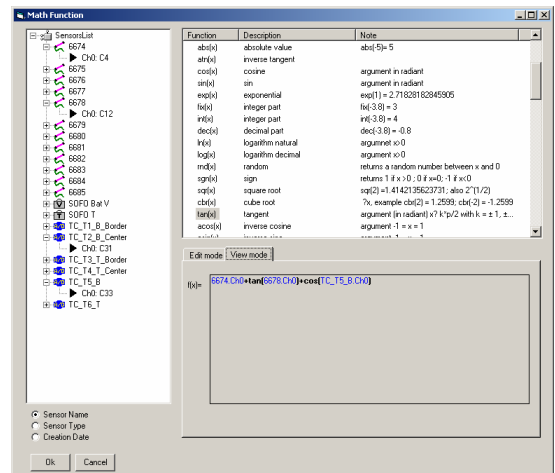 Math Function
SensorsList
6674
Ch0: C4
6675
6676
6677
6678
Ch0: C12
6679
6680
6681
6682
6683
6684
6685
SOFO Bat V
SOFO T
TC_T1_B_Border
TC_T2_B_Center
Ch0: C31
TC_T3_T_Border
TC_T4_T_Center
TC_T5_B
Ch0: C33
TC_T6_T
Sensor Name
Sensor Type
Creation Date
Ok Cancel
Function Description Note
abs(x) absolute value abs(-5)= 5
atn(x) inverse tangent
cos(x) cosine argument in radiant
sin(x) sin argument in radiant
exp(x) exponential exp(1) = 2.71828182845905
fix(x) integer part fix(-3.8) = 3
int(x) integer part int(-3.8) = 4
dec(x) decimal part dec(-3.8) = -0.8
ln(x) logarithm natural argumnet x>0
log(x) logarithm decimal argument x>0
rnd(x) random returns a random number between x and 0
sgn(x) sign returns 1 if x >0 ; 0 if x=0; -1 if x<0
sqr(x) square root sqr(2) =1.4142135623731; also 2^(1/2)
cbr(x) cube root ?x, example cbr(2) = 1.2599; cbr(-2) = -1.2599
tan(x) tangent argument (in radiant) x? k*p/2 with k = ± 1, ±...
acos(x) inverse cosine argument -1 = x = 1
Edit mode View mode
f(x)= 6674.Ch0+tan(6678.Ch0)+cos(TC_T5_B.Ch0)